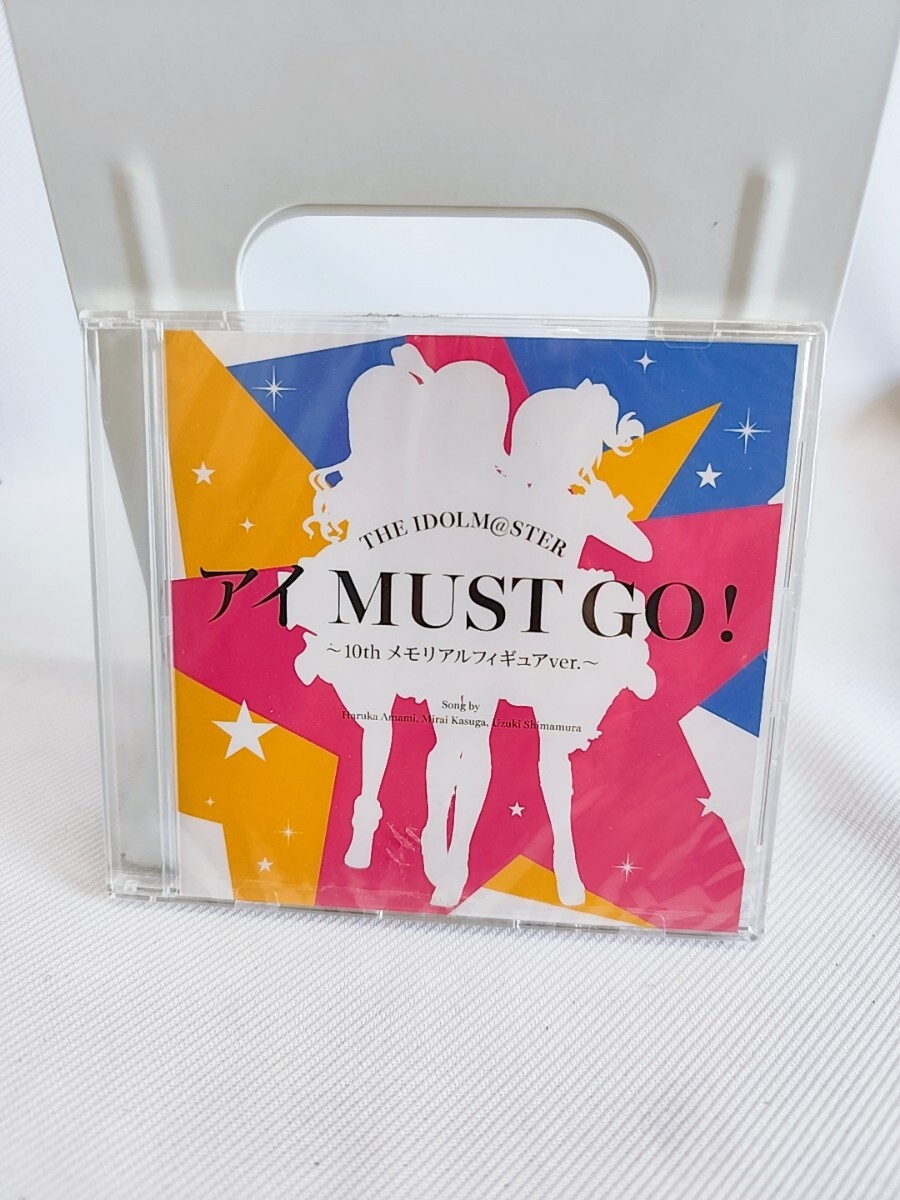 THE IDOLM@STER
アイ MUST GO!
～10th メモリアルフィギュアver.～
Song by
Haruka Amami, Mirai Kasuga, Uzuki Shimamura